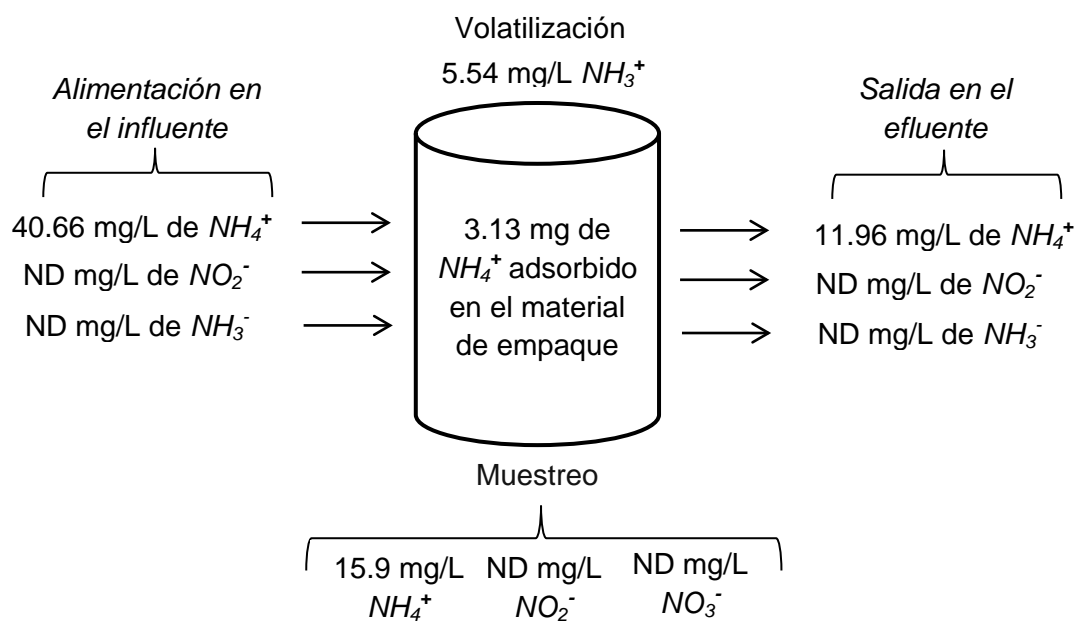 Volatilización
5.54 mg/L NH₃⁺
Alimentación en
el influente
40.66 mg/L de NH₄⁺
ND mg/L de NO₂⁻
ND mg/L de NH₃⁻
3.13 mg de
NH₄⁺ adsorbido
en el material
de empaque
Salida en el
efluente
11.96 mg/L de NH₄⁺
ND mg/L de NO₂⁻
ND mg/L de NH₃⁻
Muestreo
15.9 mg/L ND mg/L ND mg/L
NH₄⁺ NO₂⁻ NO₃⁻